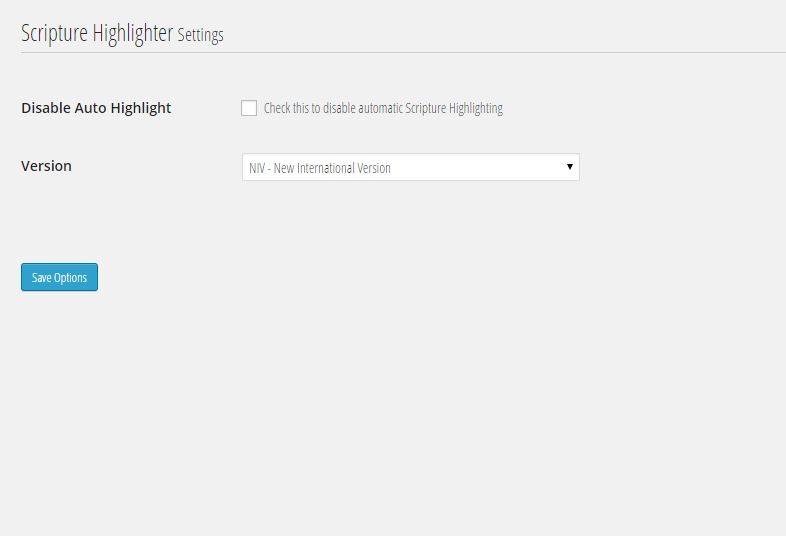 Scripture Highlighter Settings
Disable Auto Highlight Check this to disable automatic Scripture Highlighting
Version NIV - New International Version
Save Options